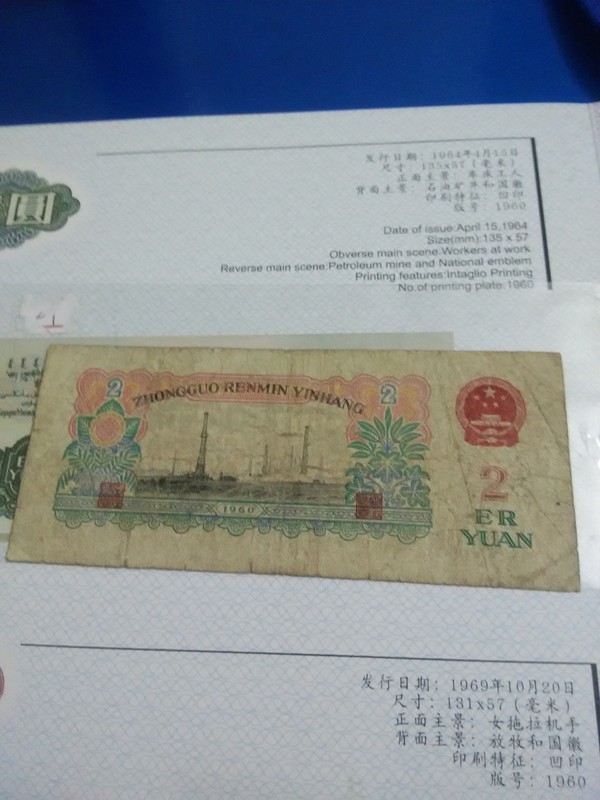 圓
发行日期：1964年4月15日
尺寸：135x57（毫米）
正面主景：车床工人
背面主景：石油矿井和国徽
印刷特征：凹印
版号：1960
Date of issue:April 15,1964
Size(mm):135 x 57
Obverse main scene:Workers at work
Reverse main scene:Petroleum mine and National emblem
Printing features:Intaglio Printing
No.of printing plate:1960
2
ZHONGGUO RENMIN YINHANG
2
1960
2
ER
YUAN
发行日期：1969年10月20日
尺寸：131x57（毫米）
正面主景：女拖拉机手
背面主景：放牧和国徽
印刷特征：凹印
版号：1960